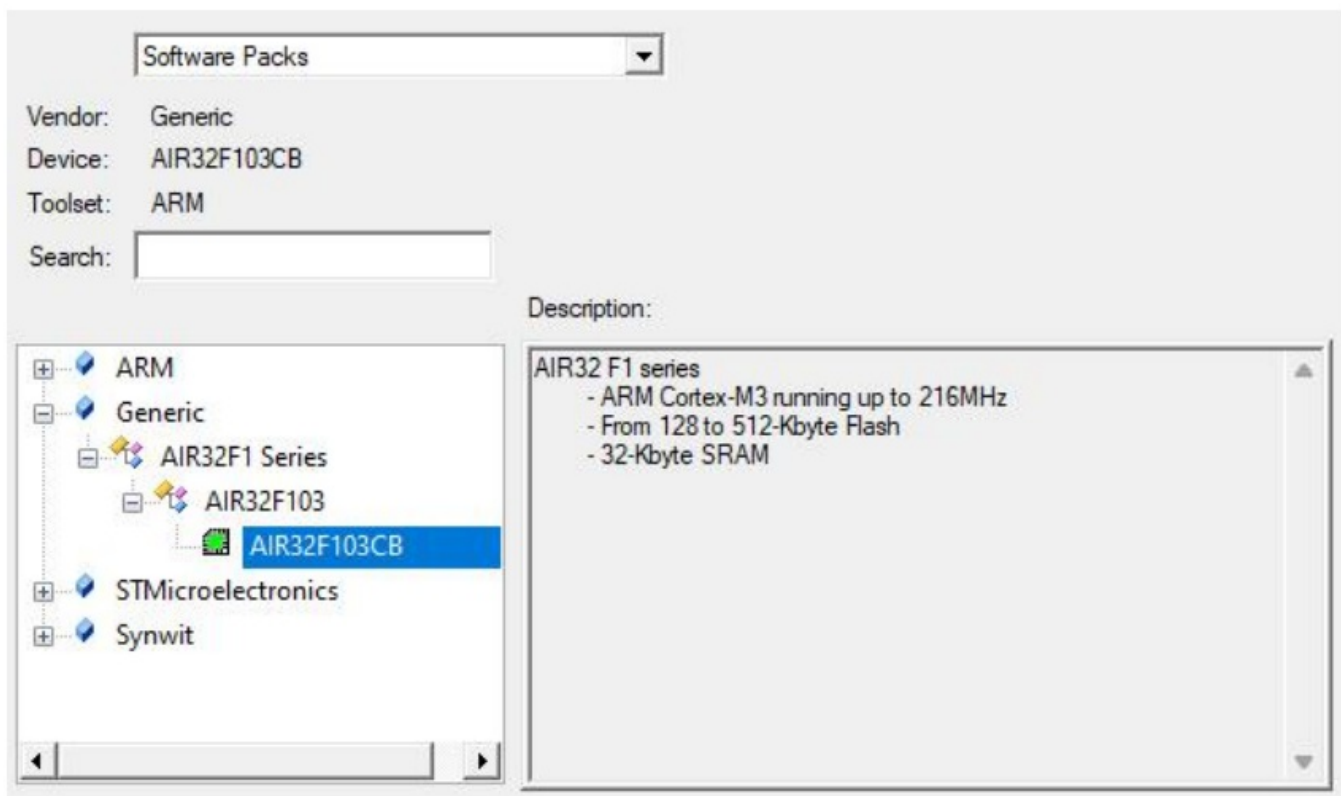 Software Packs
Vendor: Generic
Device: AIR32F103CB
Toolset: ARM
Search:
Description:
ARM
Generic
AIR32F1 Series
AIR32F103
AIR32F103CB
STMicroelectronics
Synwit
AIR32 F1 series
- ARM Cortex-M3 running up to 216MHz
- From 128 to 512-Kbyte Flash
- 32-Kbyte SRAM